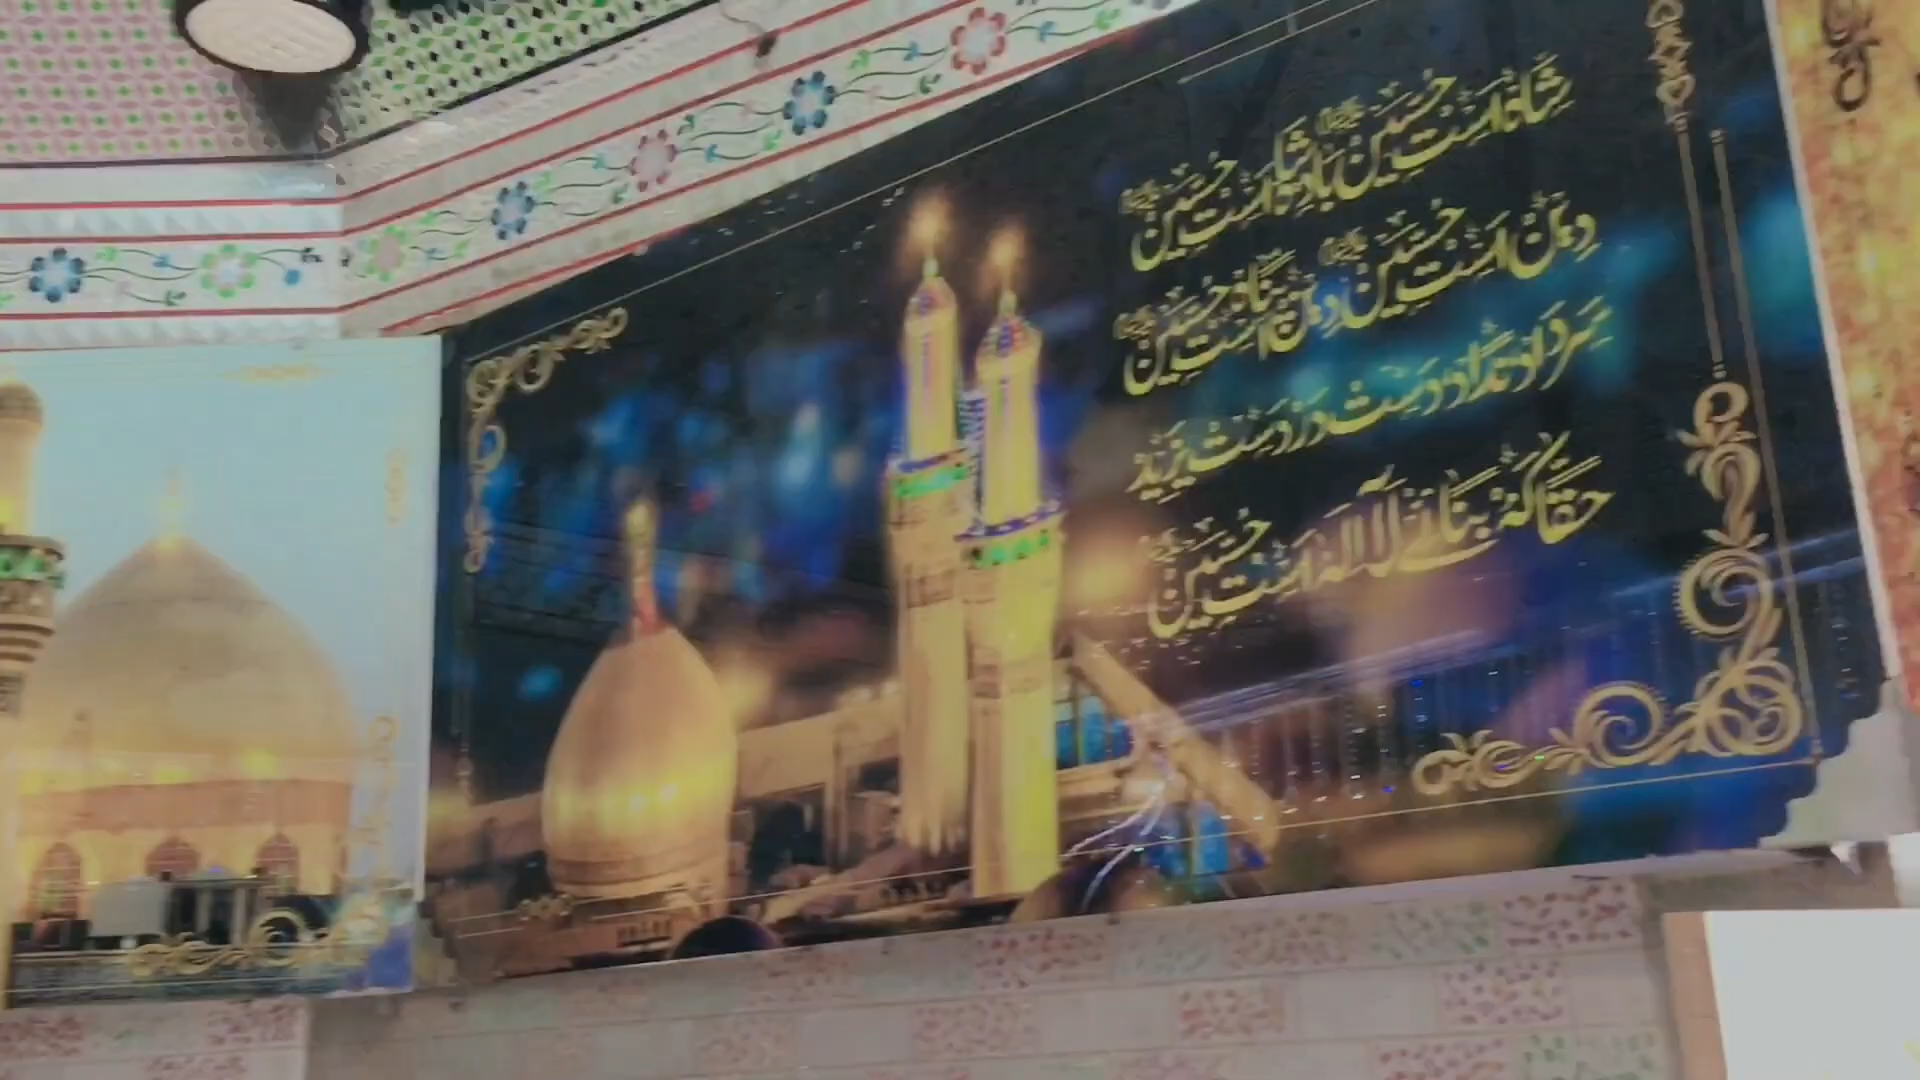 شاہ است حسینؑ بادشاہ است حسینؑ
دین است حسینؑ دین پناہ است حسینؑ
سر داد نداد دست در دست یزید
حقا کہ بنائے لا الہ است حسینؑ